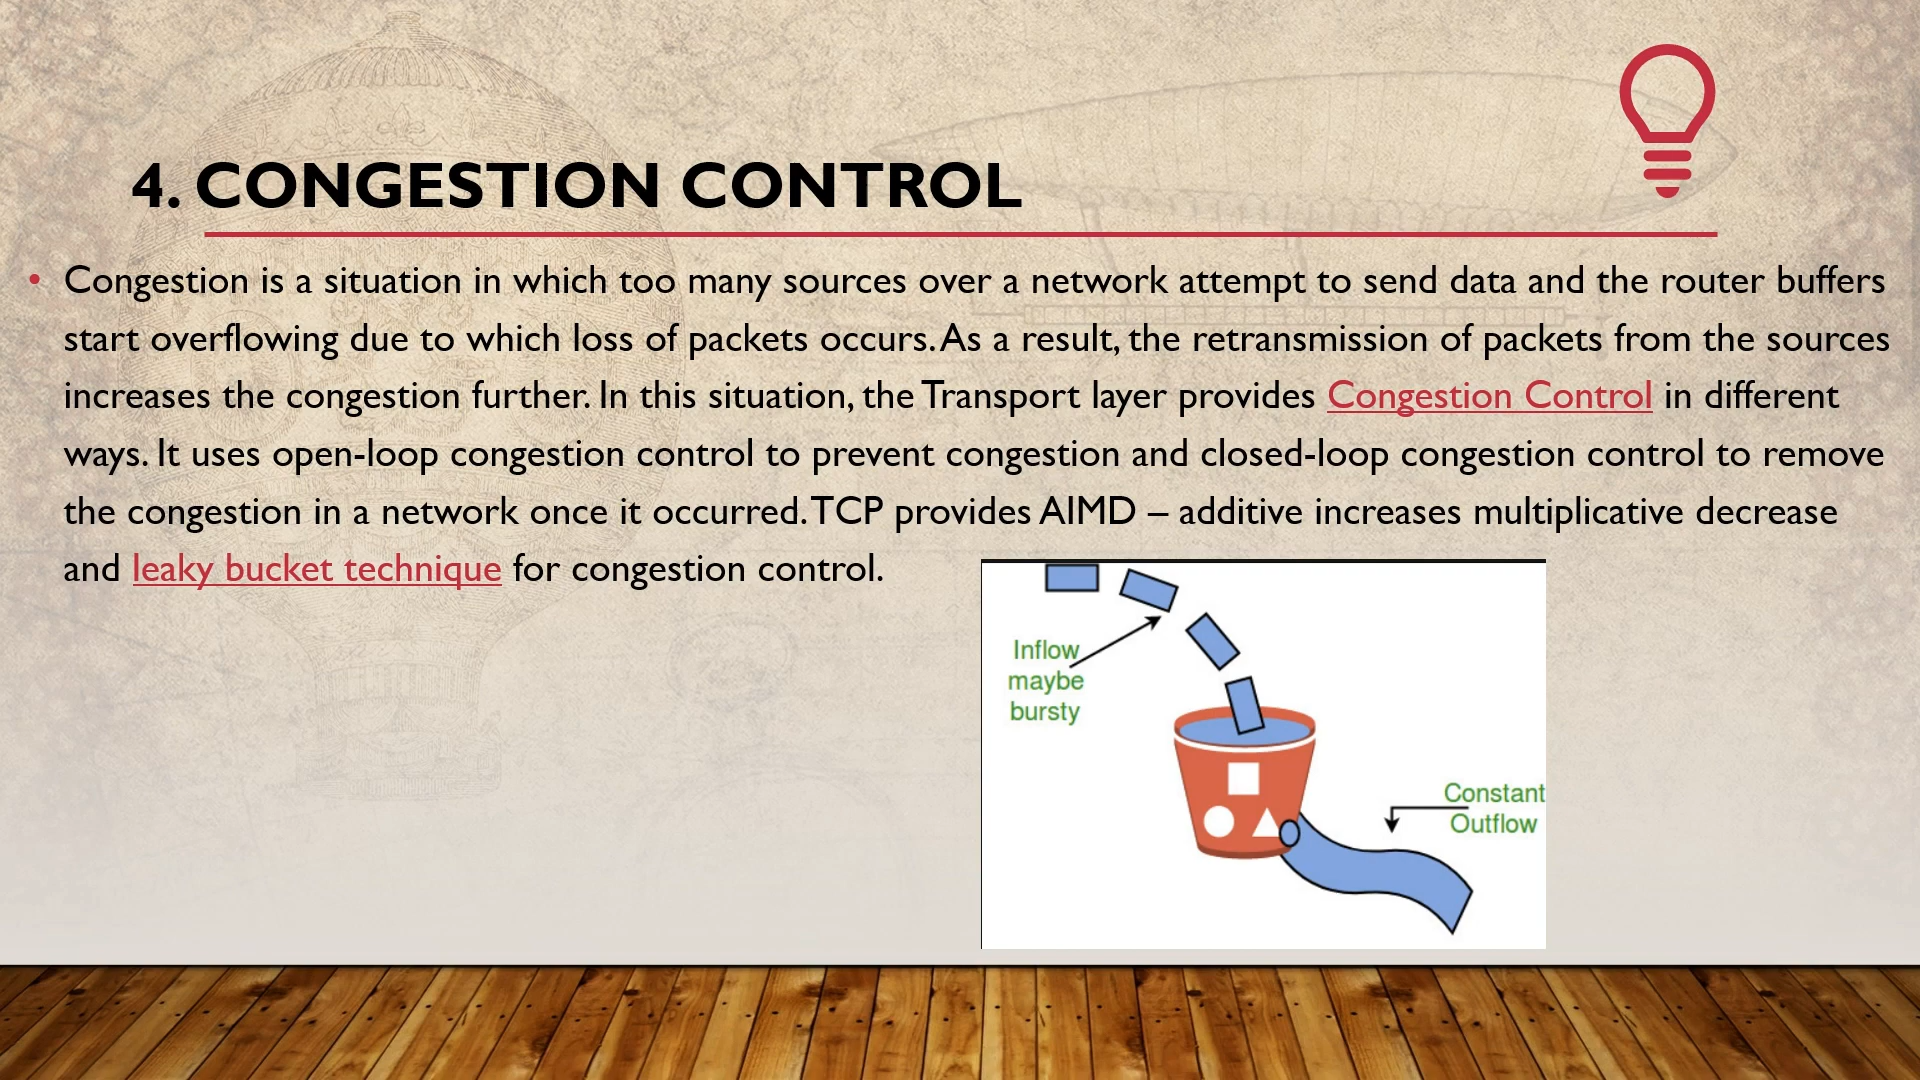 4. CONGESTION CONTROL
• Congestion is a situation in which too many sources over a network attempt to send data and the router buffers
start overflowing due to which loss of packets occurs. As a result, the retransmission of packets from the sources
increases the congestion further. In this situation, the Transport layer provides Congestion Control in different
ways. It uses open-loop congestion control to prevent congestion and closed-loop congestion control to remove
the congestion in a network once it occurred. TCP provides AIMD – additive increases multiplicative decrease
and leaky bucket technique for congestion control.
Inflow
maybe
bursty
Constant
Outflow